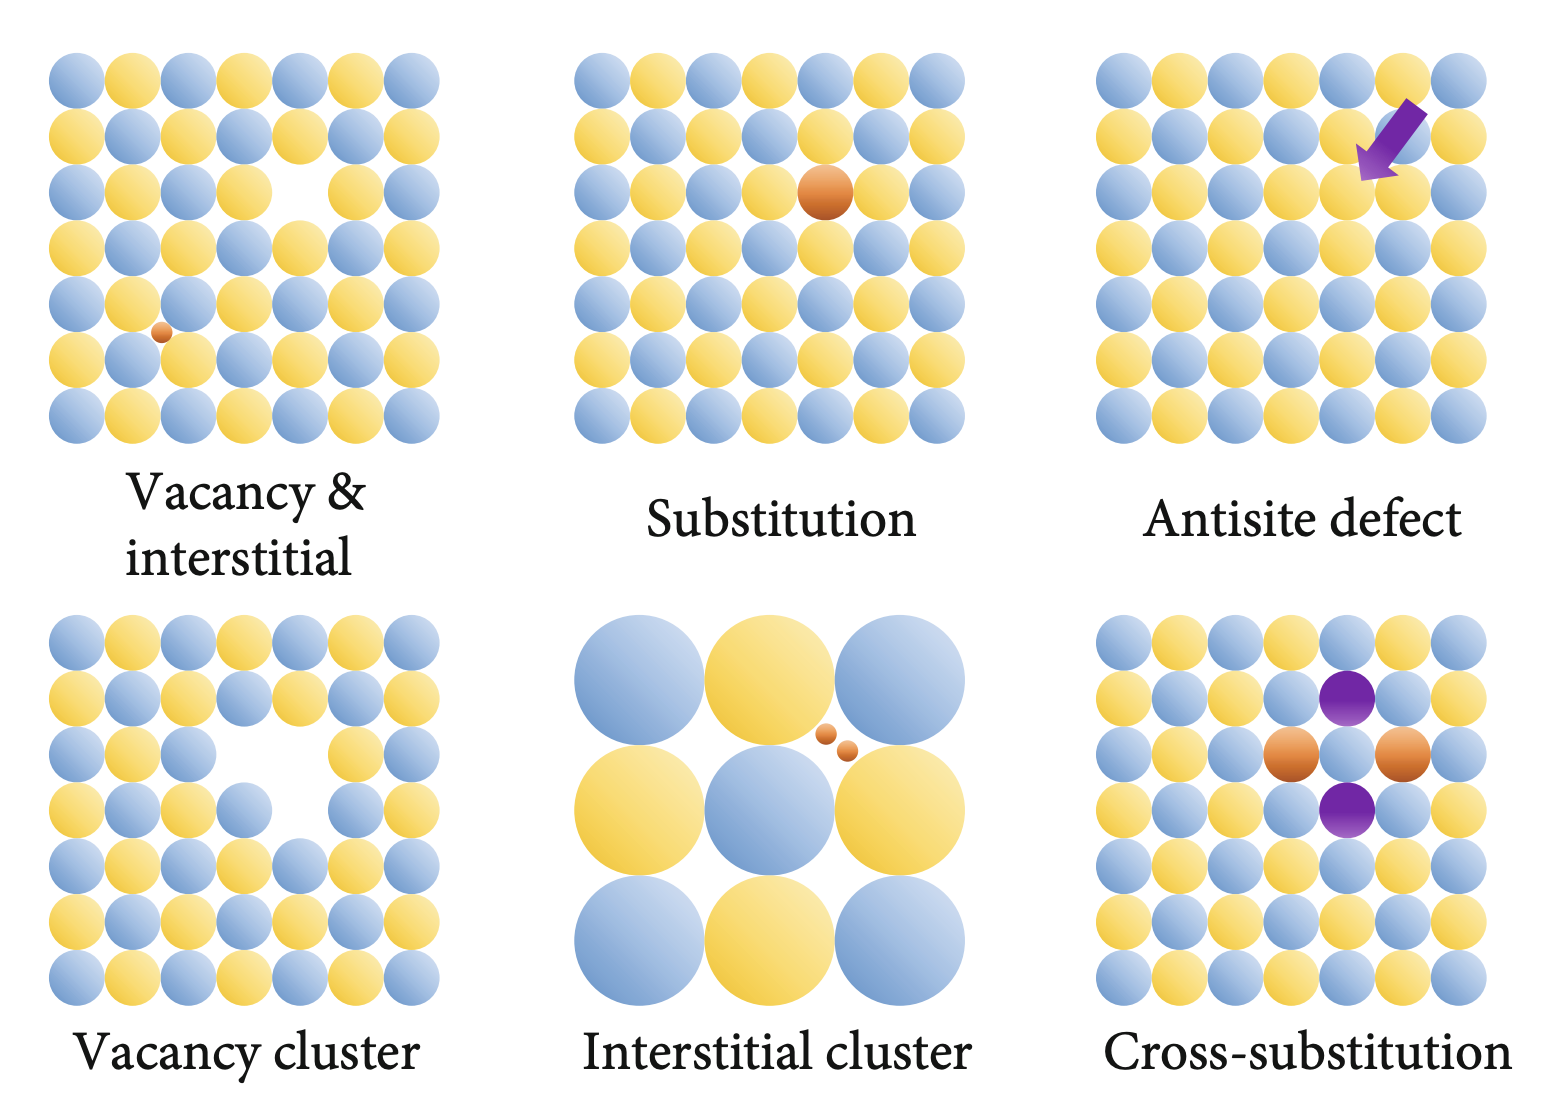 Vacancy &
interstitial
Substitution
Antisite defect
Vacancy cluster
Interstitial cluster
Cross-substitution